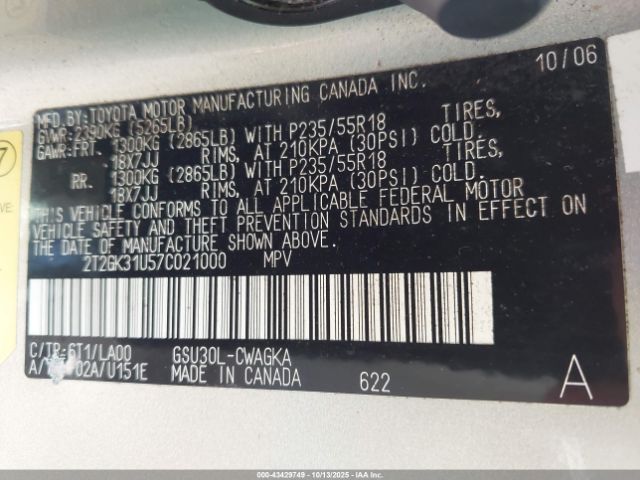 10/06
MFD.BY:TOYOTA MOTOR MANUFACTURING CANADA INC.
GVWR:2390KG (5265LB)
GAWR:FRT 1300KG (2865LB) WITH P235/55R18 TIRES,
18X7JJ RIMS, AT 210KPA (30PSI) COLD.
RR. 1300KG (2865LB) WITH P235/55R18 TIRES,
18X7JJ RIMS, AT 210KPA (30PSI) COLD.
THIS VEHICLE CONFORMS TO ALL APPLICABLE FEDERAL MOTOR
VEHICLE SAFETY AND THEFT PREVENTION STANDARDS IN EFFECT ON
THE DATE OF MANUFACTURE SHOWN ABOVE.
2T2GK31U57C021000 MPV
C/TR:6T1/LA00 GSU30L-CWAGKA
02A/U151E MADE IN CANADA 622 A
7
VE
000-43429749 - 10/13/2025 - IAA Inc.